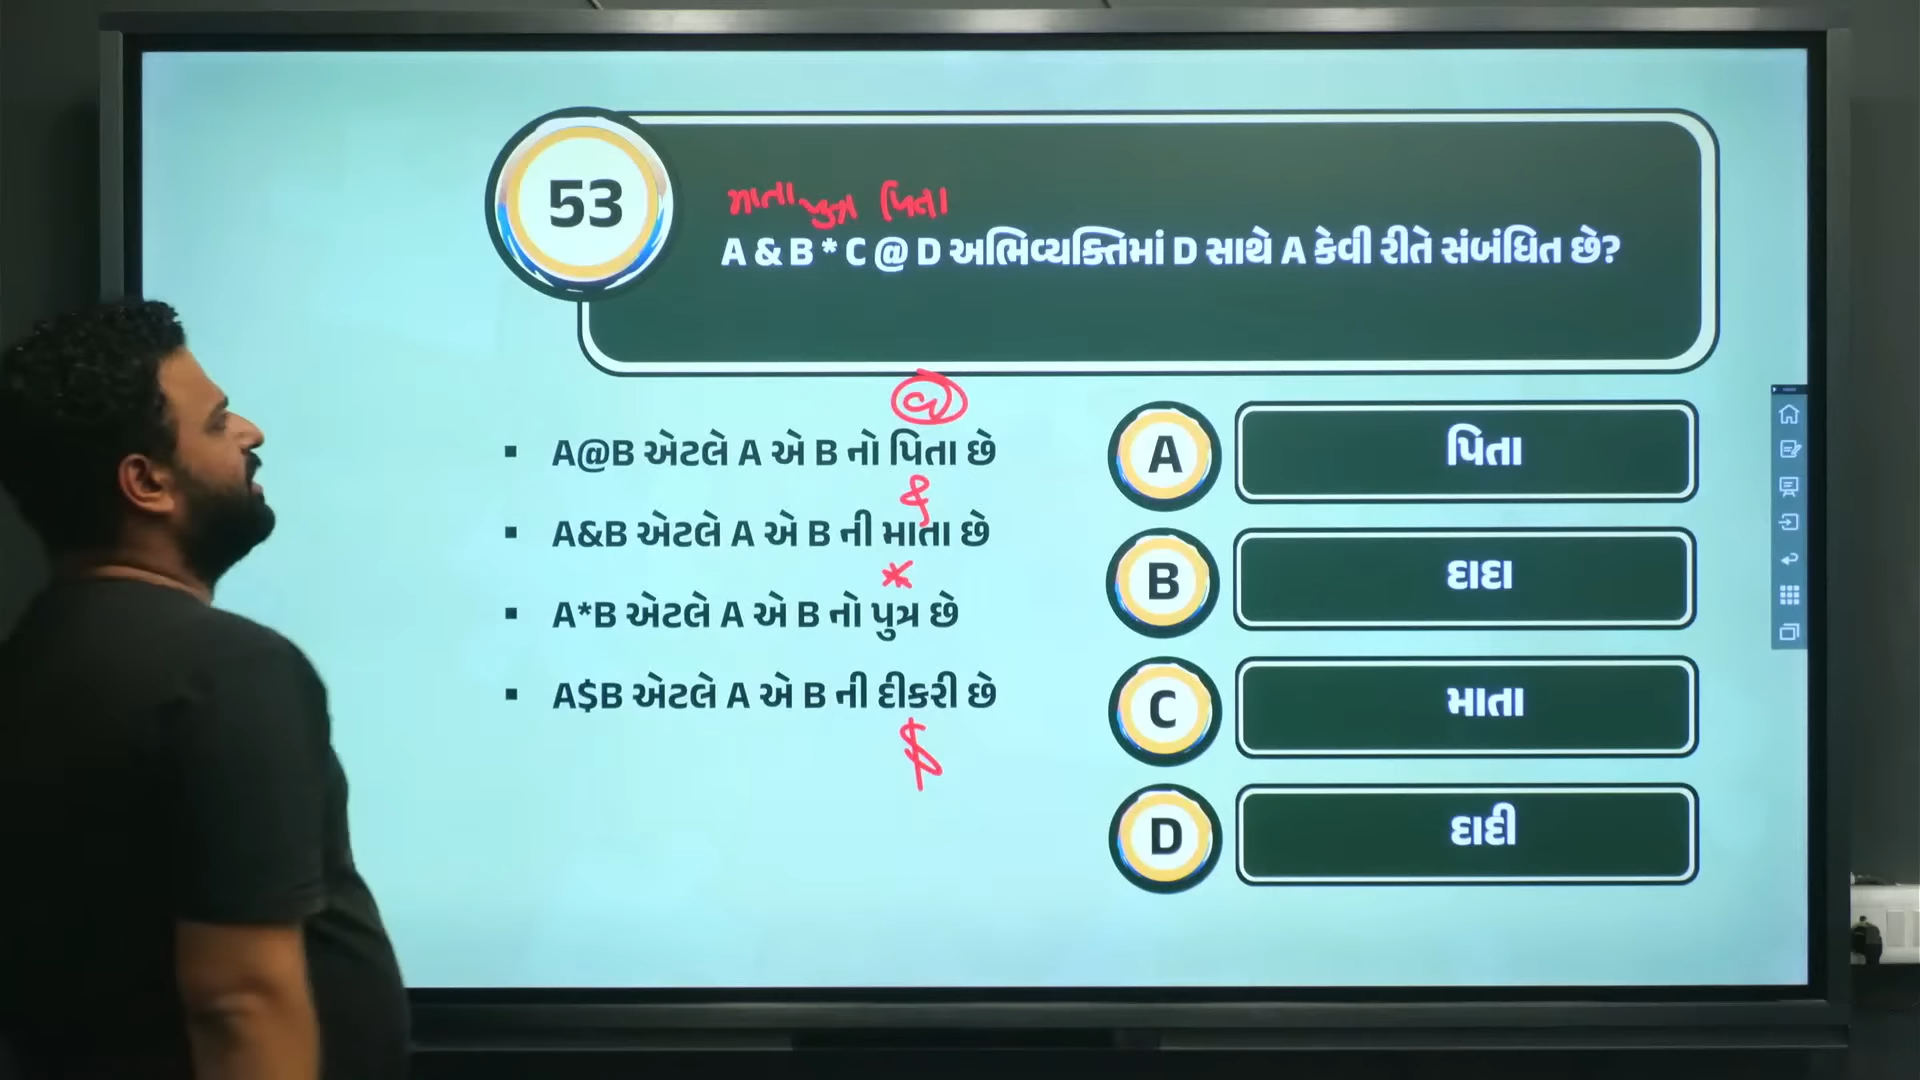 53
માતા પુત્ર પિતા
A & B * C @ D અભિવ્યક્તિમાં D સાથે A કેવી રીતે સંબંધિત છે?
@
▪ A@B એટલે A એ B નો પિતા છે
&
▪ A&B એટલે A એ B ની માતા છે
*
▪ A*B એટલે A એ B નો પુત્ર છે
▪ A$B એટલે A એ B ની દીકરી છે
$
A પિતા
B દાદા
C માતા
D દાદી